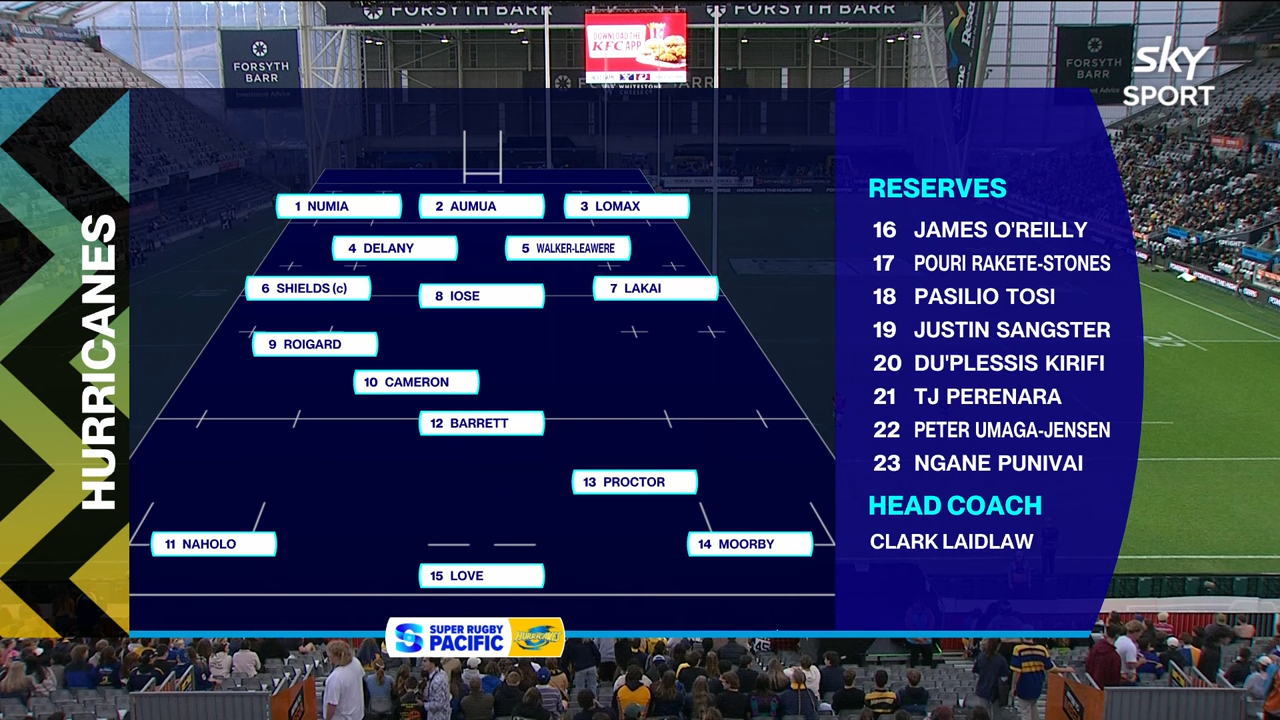 FORSYTH BARR
FORSYTH BARR
DOWNLOAD THE
KFC APP
FORSYTH
BARR
FORSYTH
BARR
FORSYTH BARR
WHITESTONE
sky
SPORT
HURRICANES
1 NUMIA
2 AUMUA
3 LOMAX
4 DELANY
5 WALKER-LEAWERE
6 SHIELDS (c)
8 IOSE
7 LAKAI
9 ROIGARD
10 CAMERON
12 BARRETT
13 PROCTOR
11 NAHOLO
14 MOORBY
15 LOVE
RESERVES
16 JAMES O'REILLY
17 POURI RAKETE-STONES
18 PASILIO TOSI
19 JUSTIN SANGSTER
20 DU'PLESSIS KIRIFI
21 TJ PERENARA
22 PETER UMAGA-JENSEN
23 NGANE PUNIVAI
HEAD COACH
CLARK LAIDLAW
SUPER RUGBY
PACIFIC
HURRICANES